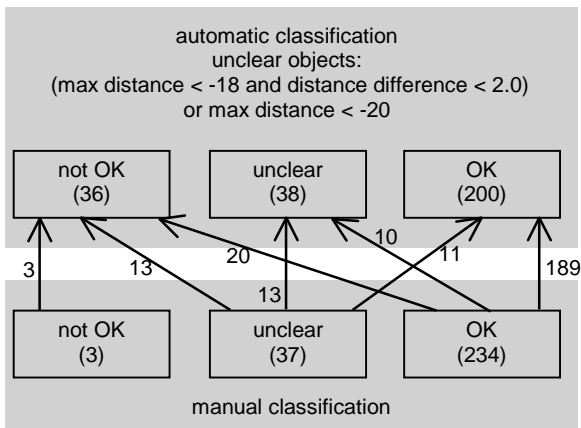 automatic classification
unclear objects:
(max distance < -18 and distance difference < 2.0)
or max distance < -20
not OK
(36)
unclear
(38)
OK
(200)
3
13
20
13
10
11
189
not OK
(3)
unclear
(37)
OK
(234)
manual classification